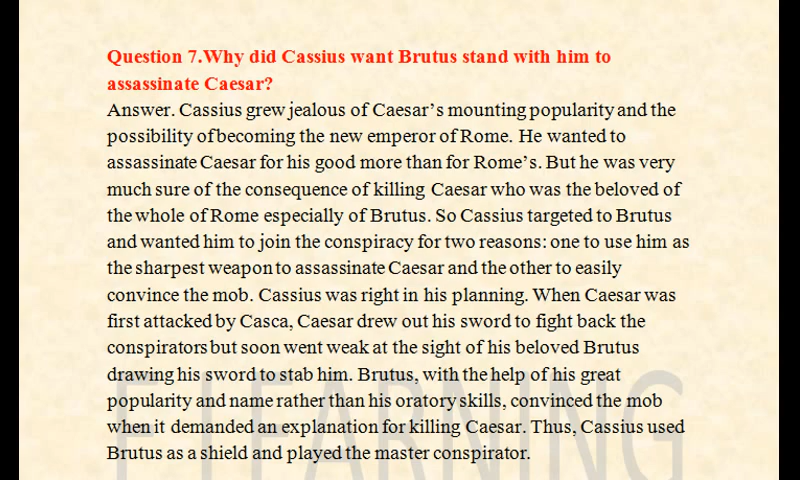 Question 7.Why did Cassius want Brutus stand with him to
assassinate Caesar?
Answer. Cassius grew jealous of Caesar's mounting popularity and the
possibility of becoming the new emperor of Rome. He wanted to
assassinate Caesar for his good more than for Rome's. But he was very
much sure of the consequence of killing Caesar who was the beloved of
the whole of Rome especially of Brutus. So Cassius targeted to Brutus
and wanted him to join the conspiracy for two reasons: one to use him as
the sharpest weapon to assassinate Caesar and the other to easily
convince the mob. Cassius was right in his planning. When Caesar was
first attacked by Casca, Caesar drew out his sword to fight back the
conspirators but soon went weak at the sight of his beloved Brutus
drawing his sword to stab him. Brutus, with the help of his great
popularity and name rather than his oratory skills, convinced the mob
when it demanded an explanation for killing Caesar. Thus, Cassius used
Brutus as a shield and played the master conspirator.